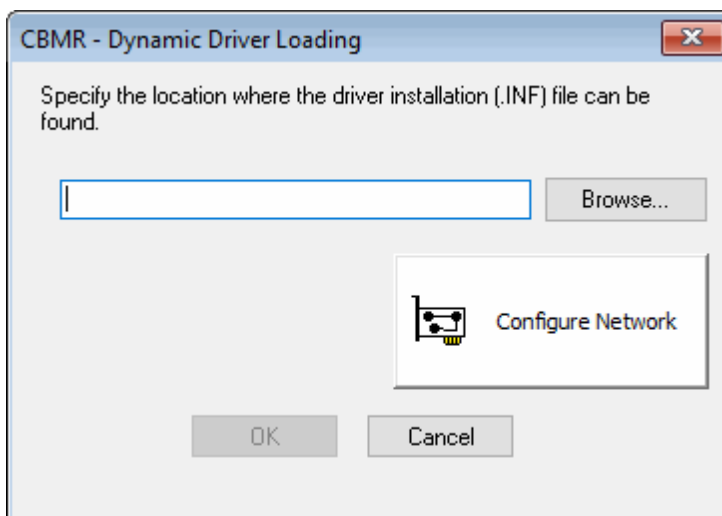 CBMR - Dynamic Driver Loading
Specify the location where the driver installation (.INF) file can be
found.
Browse...
Configure Network
OK
Cancel